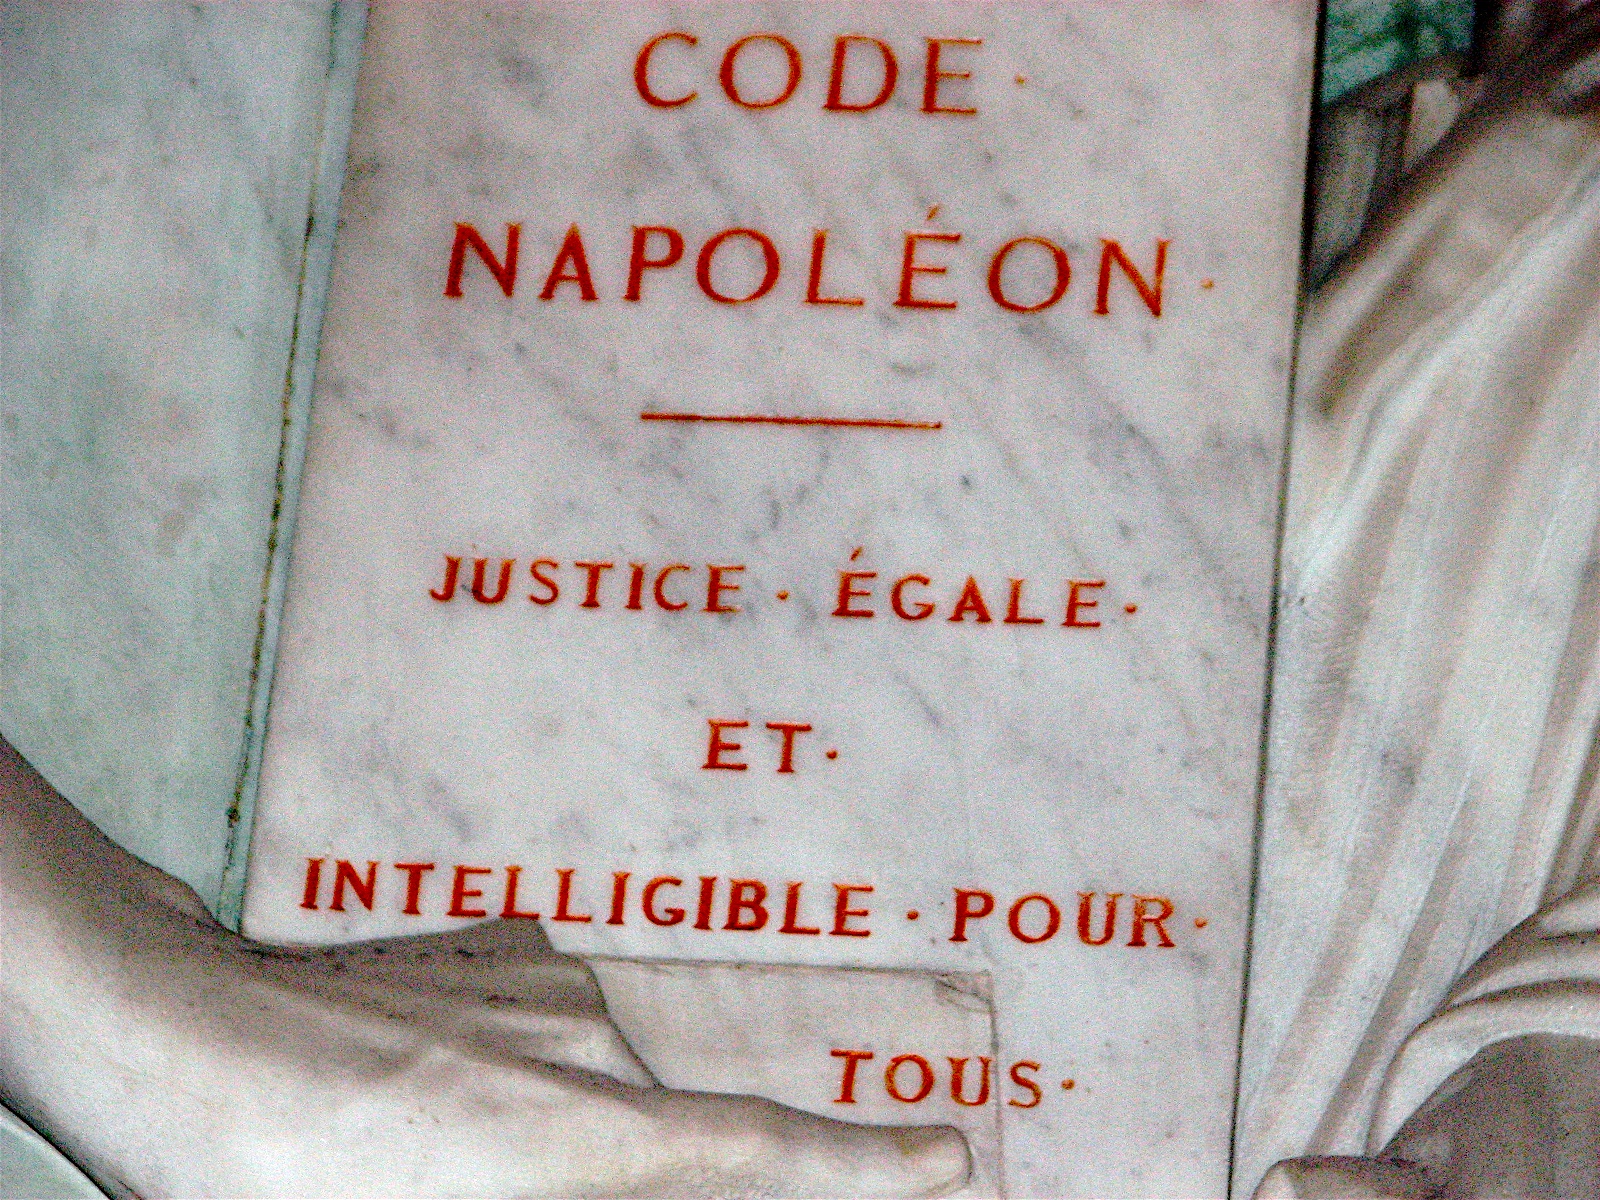 CODE·
NAPOLÉON·
JUSTICE · ÉGALE·
ET·
INTELLIGIBLE · POUR·
TOUS·